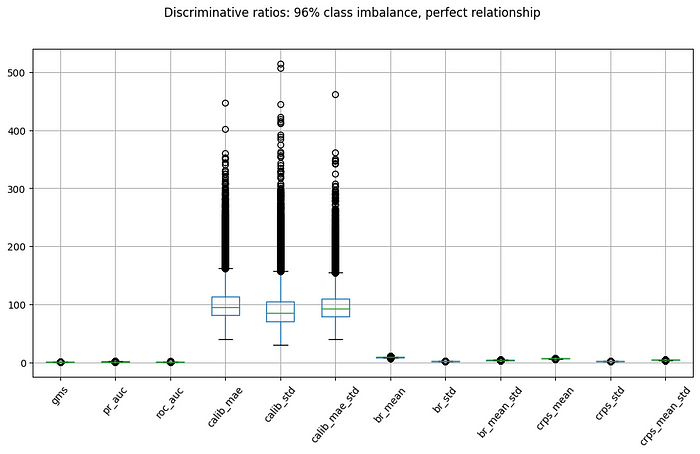 Discriminative ratios: 96% class imbalance, perfect relationship
500
400
300
200
100
0
gms
pr_auc
roc_auc
calib_mae
calib_std
calib_mae_std
br_mean
br_std
br_mean_std
crps_mean
crps_std
crps_mean_std